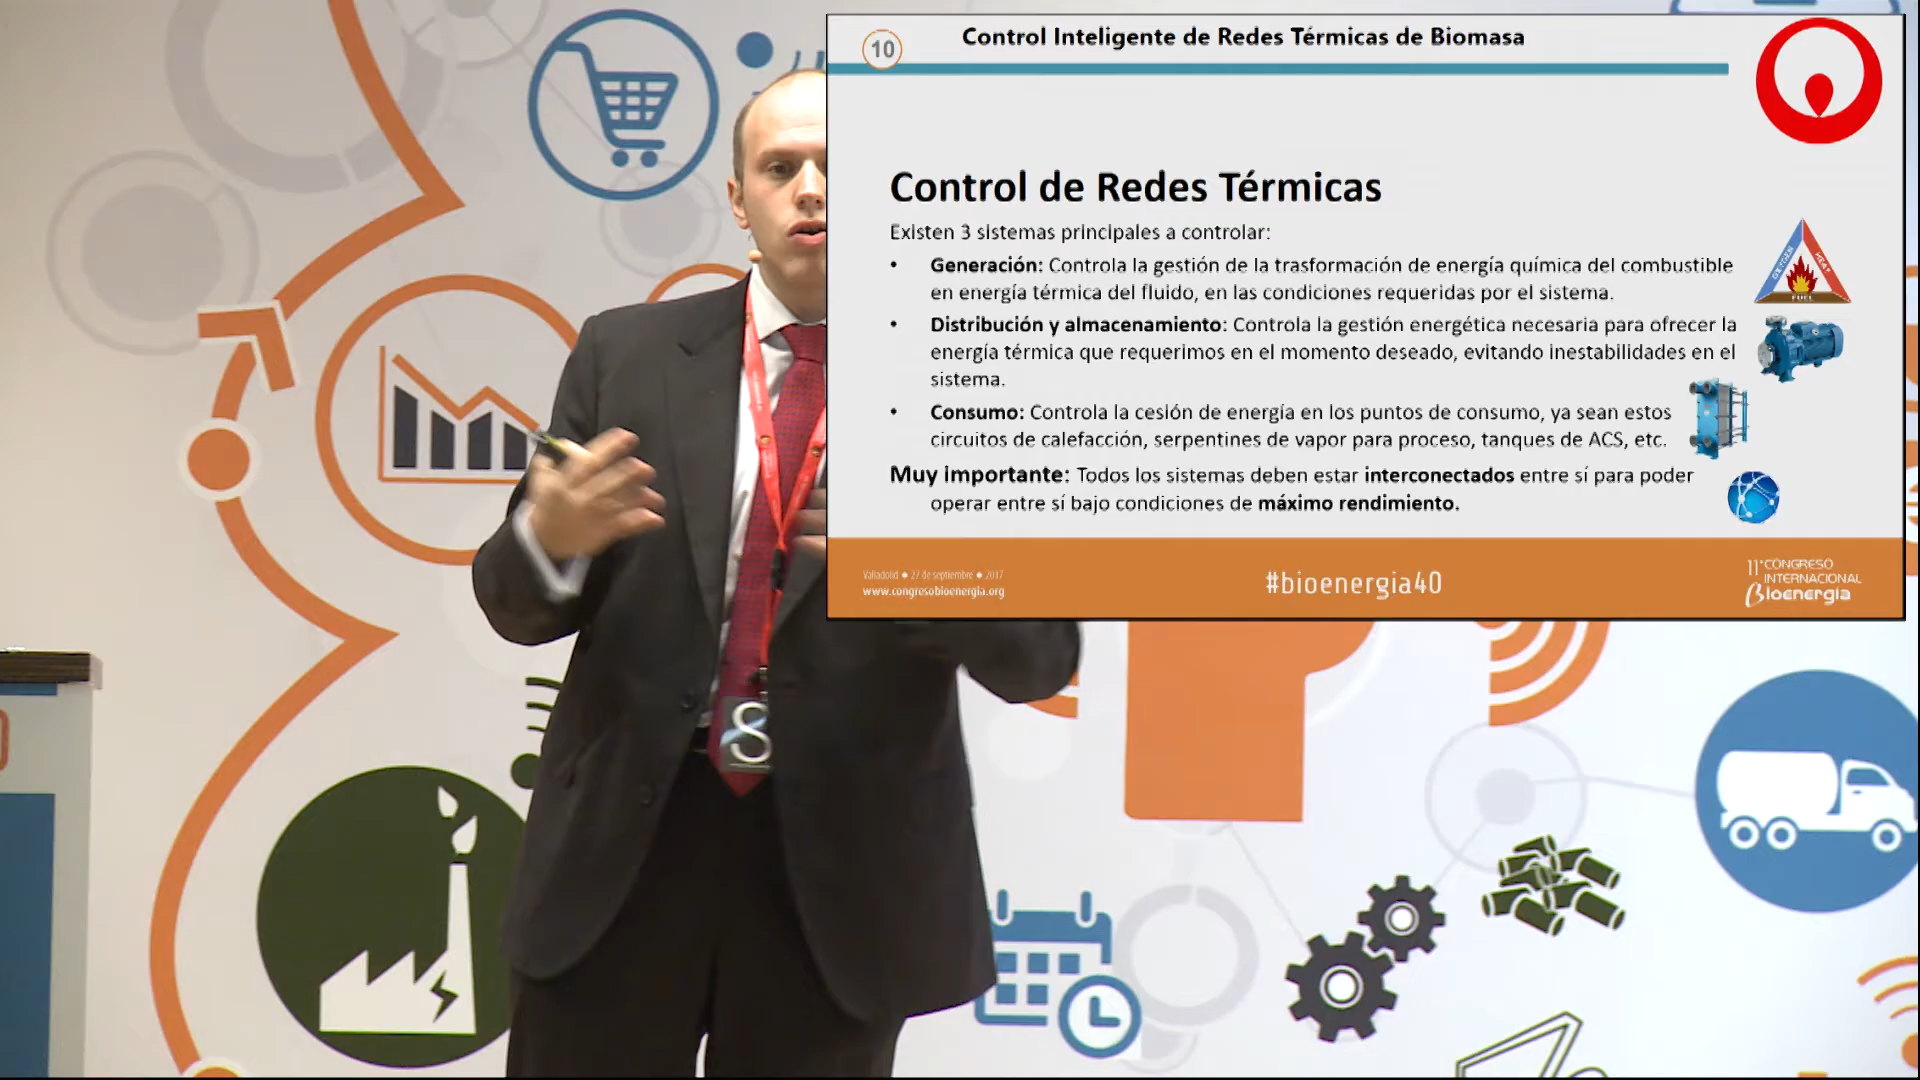 10
Control Inteligente de Redes Térmicas de Biomasa
Control de Redes Térmicas
Existen 3 sistemas principales a controlar:
• Generación: Controla la gestión de la trasformación de energía química del combustible
en energía térmica del fluido, en las condiciones requeridas por el sistema.
• Distribución y almacenamiento: Controla la gestión energética necesaria para ofrecer la
energía térmica que requerimos en el momento deseado, evitando inestabilidades en el
sistema.
• Consumo: Controla la cesión de energía en los puntos de consumo, ya sean estos
circuitos de calefacción, serpentines de vapor para proceso, tanques de ACS, etc.
Muy importante: Todos los sistemas deben estar interconectados entre sí para poder
operar entre sí bajo condiciones de máximo rendimiento.
OXYGEN
HEAT
FUEL
Valladolid ● 27 de septiembre ● 2017
www.congresobioenergia.org
#bioenergia40
11º CONGRESO
INTERNACIONAL
Bioenergía
8